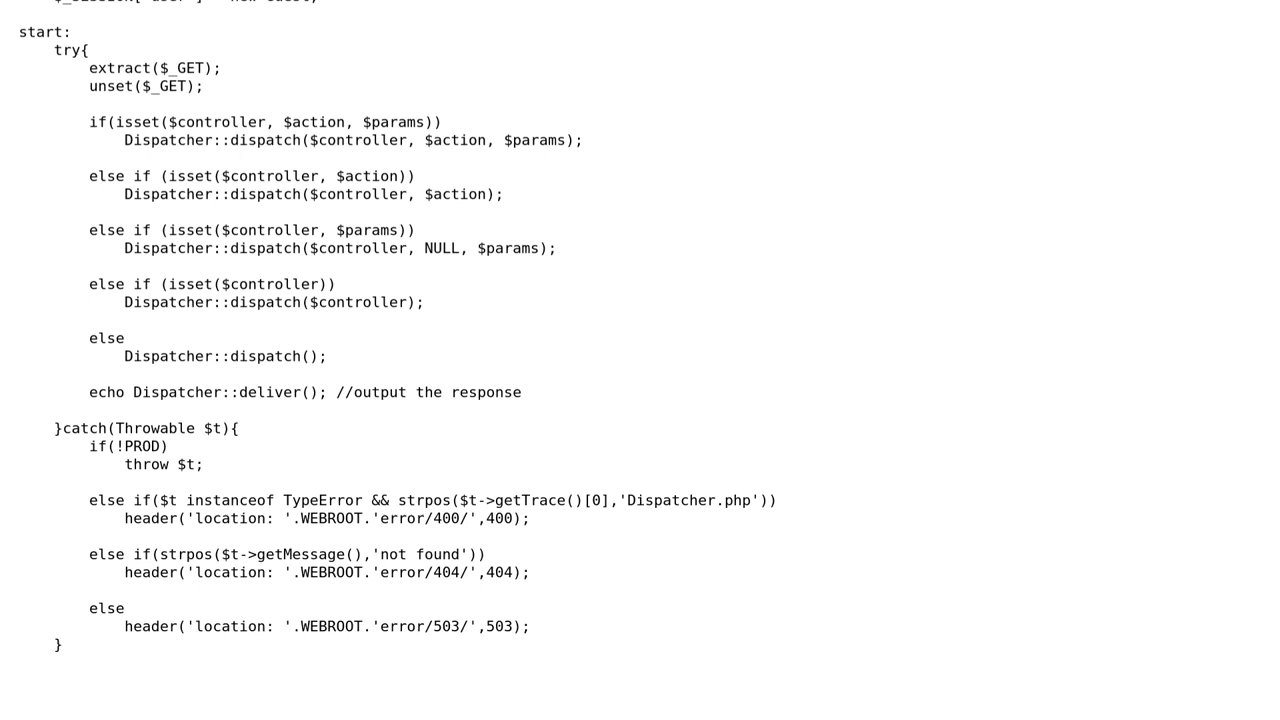 start:
    try{
        extract($_GET);
        unset($_GET);

        if(isset($controller, $action, $params))
            Dispatcher::dispatch($controller, $action, $params);

        else if (isset($controller, $action))
            Dispatcher::dispatch($controller, $action);

        else if (isset($controller, $params))
            Dispatcher::dispatch($controller, NULL, $params);

        else if (isset($controller))
            Dispatcher::dispatch($controller);

        else
            Dispatcher::dispatch();

        echo Dispatcher::deliver(); //output the response

    }catch(Throwable $t){
        if(!PROD)
            throw $t;

        else if($t instanceof TypeError && strpos($t->getTrace()[0],'Dispatcher.php'))
            header('location: '.WEBROOT.'error/400/',400);

        else if(strpos($t->getMessage(),'not found'))
            header('location: '.WEBROOT.'error/404/',404);

        else
            header('location: '.WEBROOT.'error/503/',503);
    }